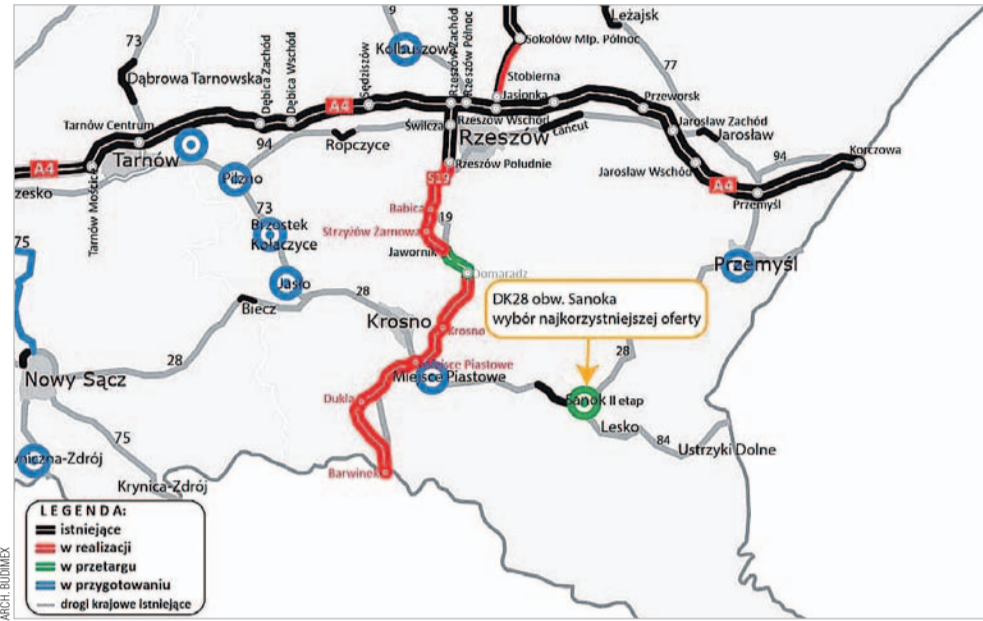 9
Leżajsk
73
Kolbuszowa
Sokołów Młp. Północ
Dąbrowa Tarnowska
Dębica Zachód
Dębica Wschód
Sędziszów
Rzeszów Zachód
Rzeszów Północ
Stobierna
77
Jasionka
Przeworsk
A4
Tarnów Centrum
Świlcza
Rzeszów Wschód
Łańcut
Jarosław Zachód
Jarosław
Rzeszów
94
Ropczyce
Korczowa
94
Tarnów
A4
Rzeszów Południe
Jarosław Wschód
Pilzno
S19
A4
zesko
Tarnów Mościce
Przemyśl
73
Babica
19
Brzostek
Strzyżów Żarnowa
75
Kołaczyce
Jawornik
Przemyśl
Domaradz
Jasło
28
DK28 obw. Sanoka
wybór najkorzystniejszej oferty
Biecz
Krosno
Krosno
28
28
Miejsce Piastowe
Nowy Sącz
Miejsce Piastowe
Dukla
Sanok II etap
Lesko
75
84
Ustrzyki Dolne
yniczna-Zdrój
Barwinek
Krynica-Zdrój
LEGENDA:
istniejące
w realizacji
w przetargu
w przygotowaniu
drogi krajowe istniejące
ARCH. BUDIMEX